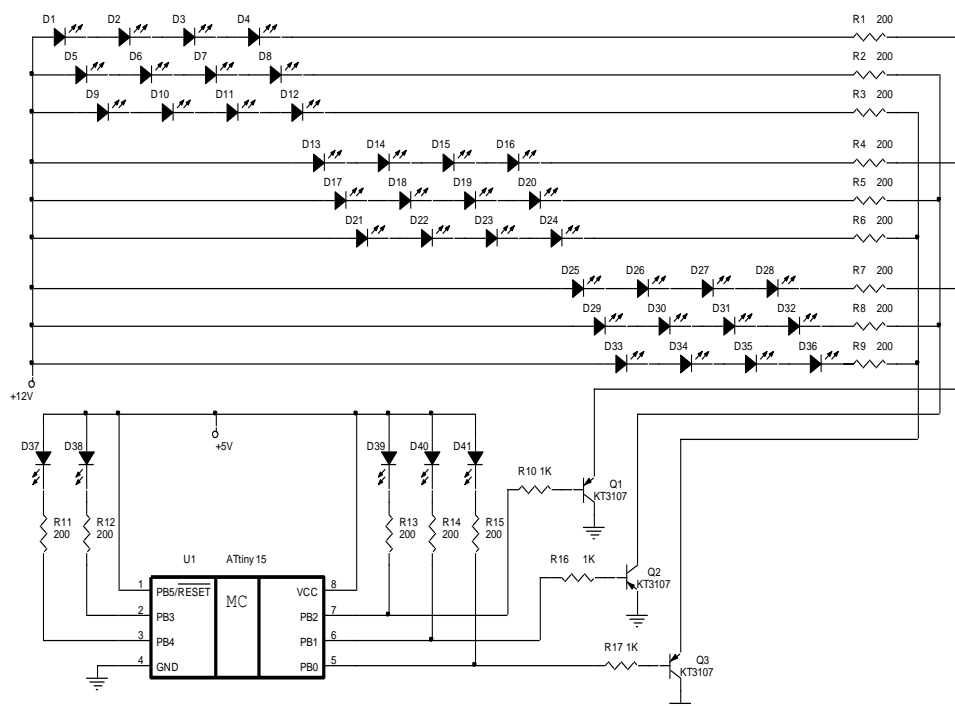 D1 D2 D3 D4 R1 200
D5 D6 D7 D8 R2 200
D9 D10 D11 D12 R3 200
D13 D14 D15 D16 R4 200
D17 D18 D19 D20 R5 200
D21 D22 D23 D24 R6 200
D25 D26 D27 D28 R7 200
D29 D30 D31 D32 R8 200
D33 D34 D35 D36 R9 200
+12V
D37 D38 +5V D39 D40 D41
R10 1K Q1
KT3107
R11 200 R12 200 R13 200 R14 200 R15 200
U1 ATtiny 15
R16 1K Q2
KT3107
1 PB5/RESET MC VCC 8
2 PB3 PB2 7
3 PB4 PB1 6
4 GND PB0 5
R17 1K Q3
KT3107